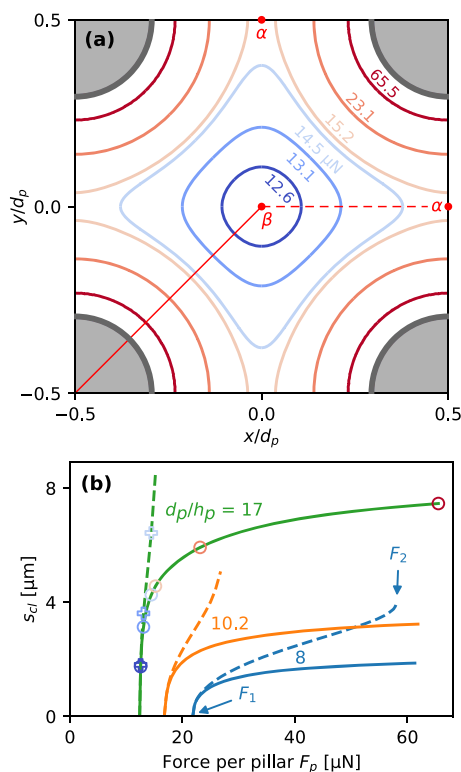 (a)
0.5
α
65.5
23.1
15.2
14.5 μN
13.1
12.6
y/dₚ
0.0
β
α
−0.5
−0.5
0.0
0.5
x/dₚ
(b)
8
dₚ/hₚ = 17
F₂
s_cl [μm]
4
10.2
8
F₁
0
0
20
40
60
Force per pillar Fₚ [μN]